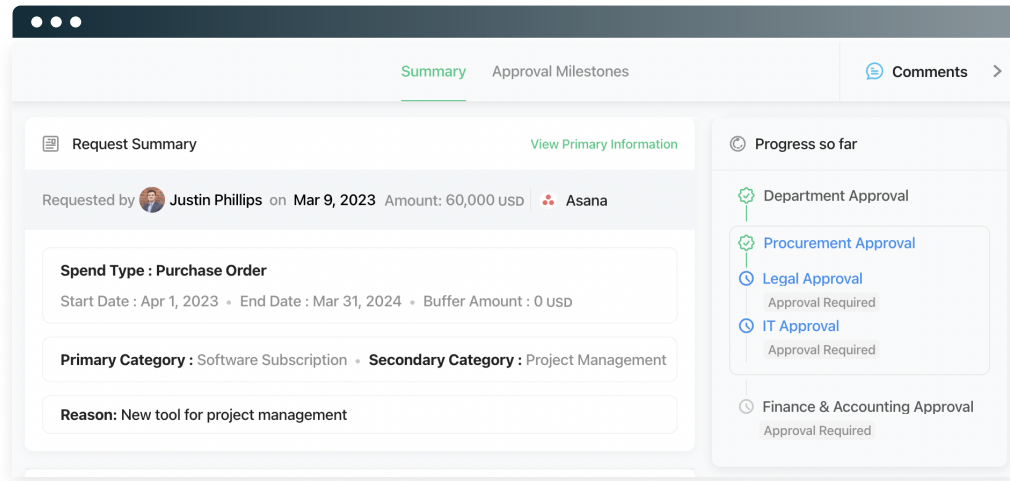 Summary Approval Milestones
Comments
Request Summary View Primary Information
Requested by Justin Phillips on Mar 9, 2023 Amount: 60,000 USD Asana
Spend Type : Purchase Order
Start Date : Apr 1, 2023 • End Date : Mar 31, 2024 • Buffer Amount : 0 USD
Primary Category : Software Subscription • Secondary Category : Project Management
Reason: New tool for project management
Progress so far
Department Approval
Procurement Approval
Legal Approval
Approval Required
IT Approval
Approval Required
Finance & Accounting Approval
Approval Required